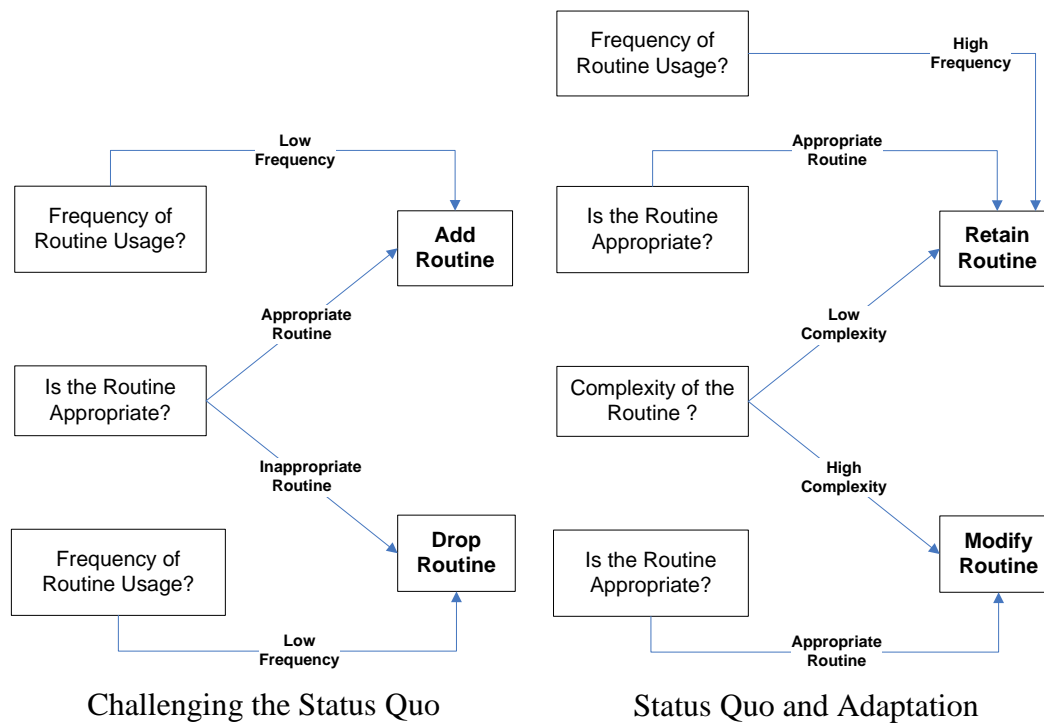 Low
Frequency
Frequency of
Routine Usage?
Add
Routine
Appropriate
Routine
Is the Routine
Appropriate?
Inappropriate
Routine
Frequency of
Routine Usage?
Drop
Routine
Low
Frequency
Challenging the Status Quo
Frequency of
Routine Usage?
High
Frequency
Appropriate
Routine
Is the Routine
Appropriate?
Retain
Routine
Low
Complexity
Complexity of the
Routine ?
High
Complexity
Is the Routine
Appropriate?
Modify
Routine
Appropriate
Routine
Status Quo and Adaptation